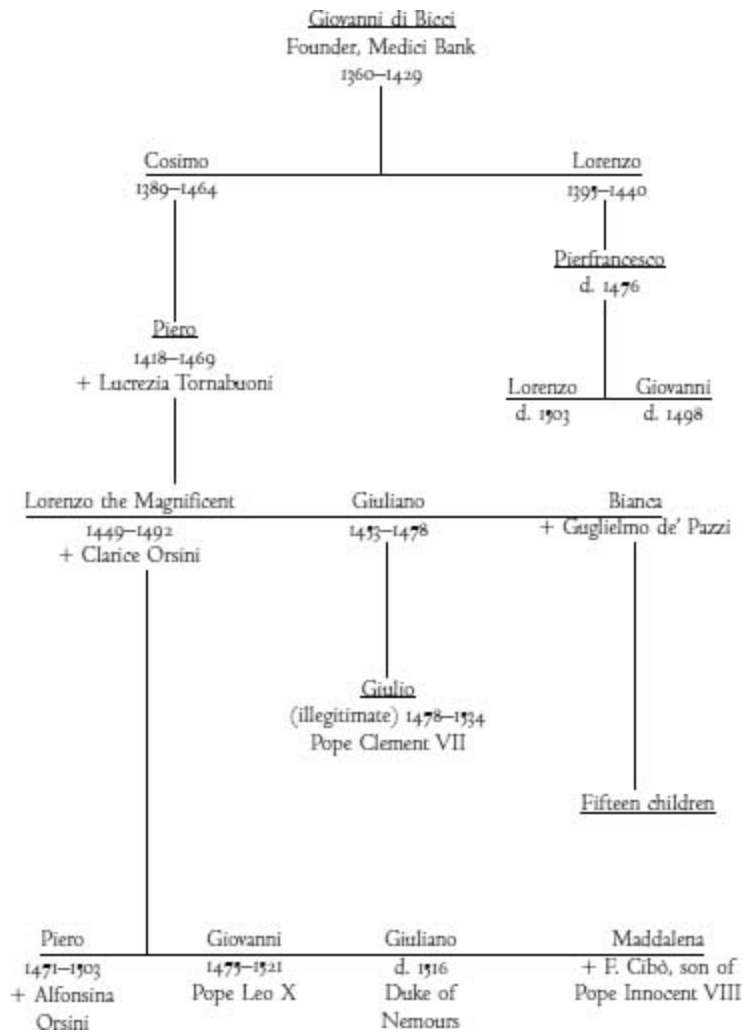 Giovanni di Bicci
Founder, Medici Bank
1360–1429
Cosimo
1389–1464
Lorenzo
1395–1440
Pierfrancesco
d. 1476
Piero
1418–1469
+ Lucrezia Tornabuoni
Lorenzo
d. 1503
Giovanni
d. 1498
Lorenzo the Magnificent
1449–1492
+ Clarice Orsini
Giuliano
1453–1478
Bianca
+ Guglielmo de' Pazzi
Giulio
(illegitimate) 1478–1534
Pope Clement VII
Fifteen children
Piero
1471–1503
+ Alfonsina
Orsini
Giovanni
1475–1521
Pope Leo X
Giuliano
d. 1516
Duke of
Nemours
Maddalena
+ F. Cibò, son of
Pope Innocent VIII